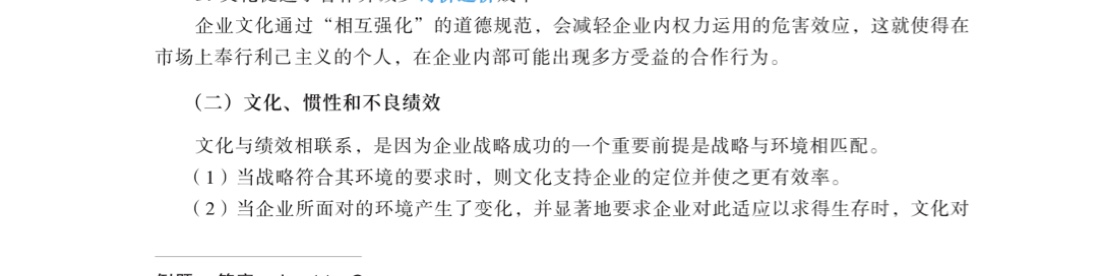 企业文化通过“相互强化”的道德规范，会减轻企业内权力运用的危害效应，这就使得在
市场上奉行利己主义的个人，在企业内部可能出现多方受益的合作行为。
（二）文化、惯性和不良绩效
文化与绩效相联系，是因为企业战略成功的一个重要前提是战略与环境相匹配。
（1）当战略符合其环境的要求时，则文化支持企业的定位并使之更有效率。
（2）当企业所面对的环境产生了变化，并显著地要求企业对此适应以求得生存时，文化对